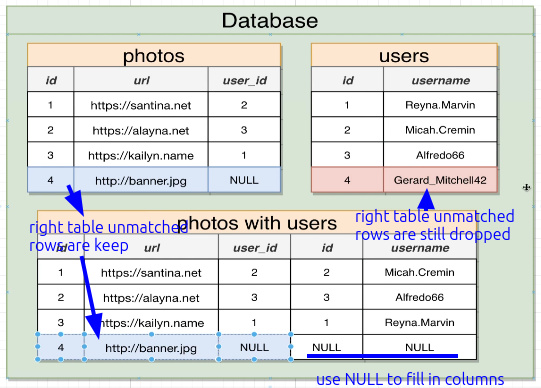 Database
photos
id url user_id
1 https://santina.net 2
2 https://alayna.net 3
3 https://kailyn.name 1
4 http://banner.jpg NULL
users
id username
1 Reyna.Marvin
2 Micah.Cremin
3 Alfredo66
4 Gerard_Mitchell42
right table unmatched
rows are keep
right table unmatched
rows are still dropped
photos with users
id url user_id id username
1 https://santina.net 2 2 Micah.Cremin
2 https://alayna.net 3 3 Alfredo66
3 https://kailyn.name 1 1 Reyna.Marvin
4 http://banner.jpg NULL NULL NULL
use NULL to fill in columns